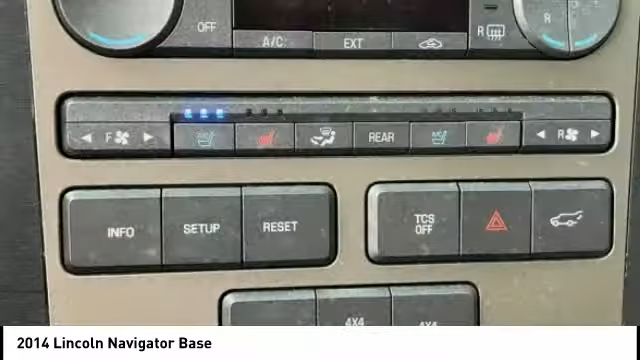 OFF
R
A/C
EXT
R
F
REAR
R
INFO
SETUP
RESET
TCS
OFF
4X4
4X4
2014 Lincoln Navigator Base